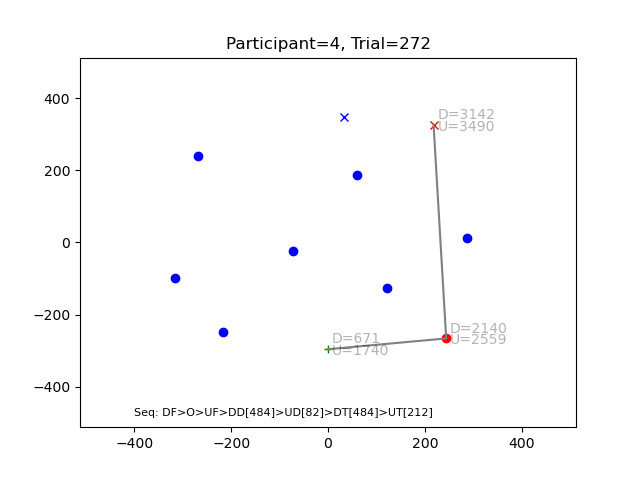 Participant=4, Trial=272
400
200
0
−200
−400
D=3142
U=3490
D=671
U=1740
D=2140
U=2559
Seq: DF>O>UF>DD[484]>UD[82]>DT[484]>UT[212]
−400
−200
0
200
400